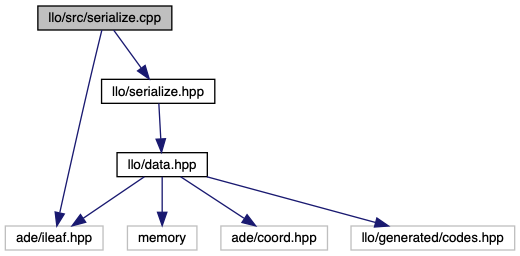 llo/src/serialize.cpp
llo/serialize.hpp
llo/data.hpp
ade/ileaf.hpp
memory
ade/coord.hpp
llo/generated/codes.hpp